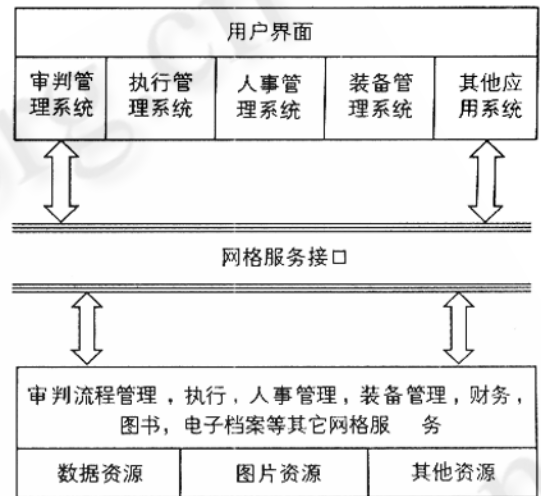 用户界面
审判管 执行管 人事管 装备管 其他应
理系统 理系统 理系统 理系统 用系统
网格服务接口
审判流程管理，执行，人事管理，装备管理，财务，
图书，电子档案等其它网格服 务
数据资源 图片资源 其他资源